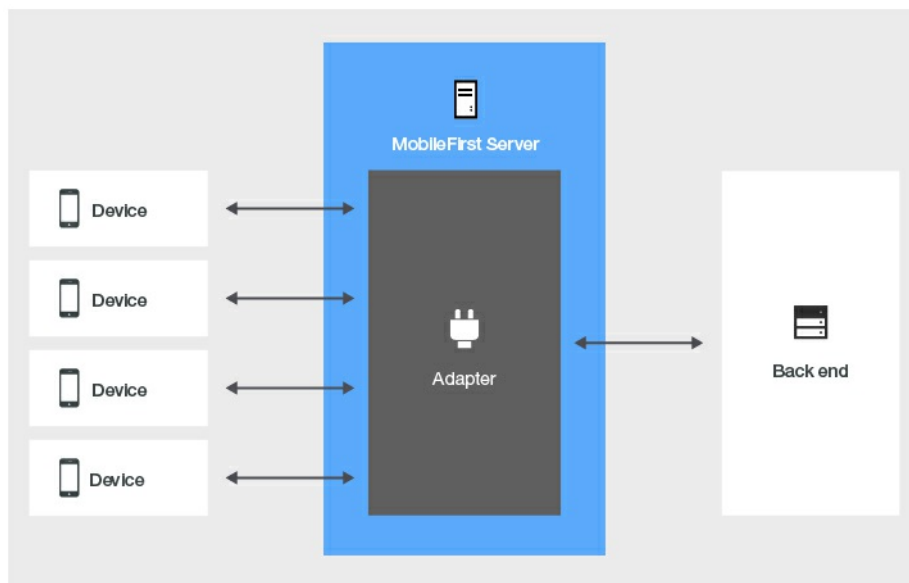 MobileFirst Server
Device
Device
Device
Device
Adapter
Back end